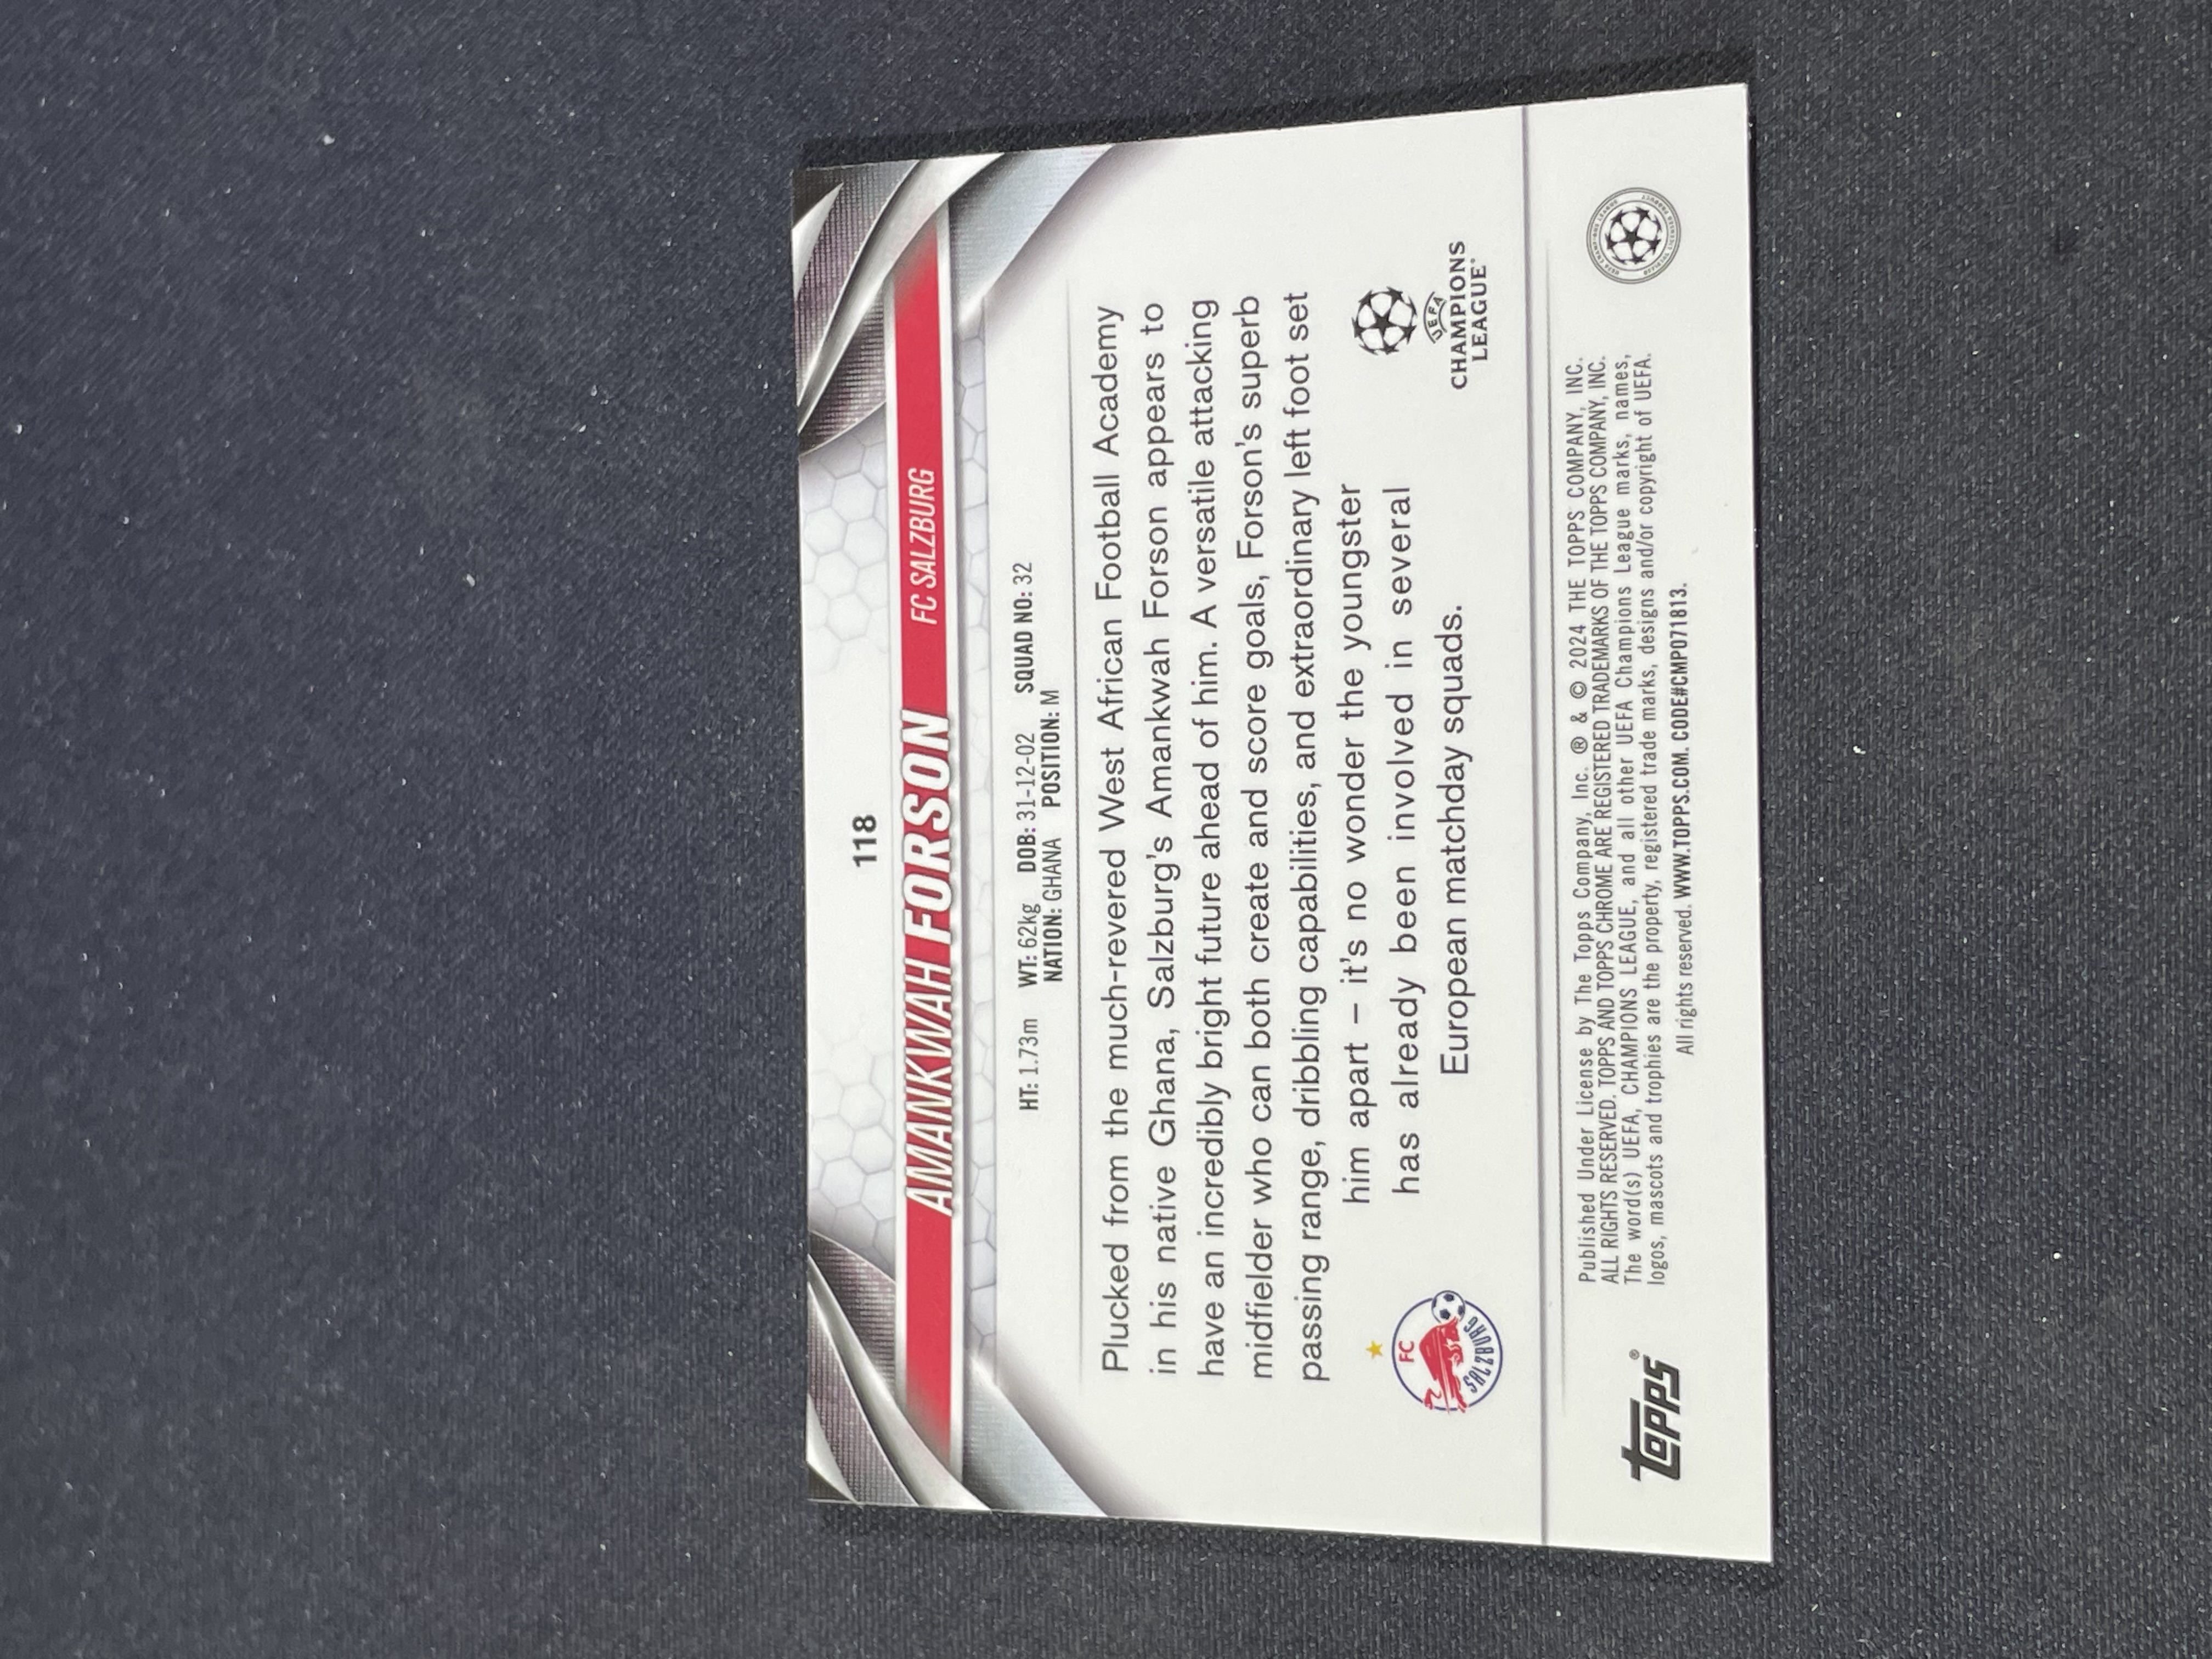 118
AMANKWAH FORSON FC SALZBURG
HT: 1.73m WT: 62kg DOB: 31-12-02 SQUAD NO: 32
NATION: GHANA POSITION: M
Plucked from the much-revered West African Football Academy
in his native Ghana, Salzburg's Amankwah Forson appears to
have an incredibly bright future ahead of him. A versatile attacking
midfielder who can both create and score goals, Forson's superb
passing range, dribbling capabilities, and extraordinary left foot set
him apart – it's no wonder the youngster
has already been involved in several
European matchday squads.
FC
SALZBURG
UEFA
CHAMPIONS
LEAGUE®
topps®
Published Under License by The Topps Company, Inc. ® & © 2024 THE TOPPS COMPANY, INC.
ALL RIGHTS RESERVED. TOPPS AND TOPPS CHROME ARE REGISTERED TRADEMARKS OF THE TOPPS COMPANY, INC.
The word(s) UEFA, CHAMPIONS LEAGUE, and all other UEFA Champions League marks, names,
logos, mascots and trophies are the property, registered trade marks, designs and/or copyright of UEFA.
All rights reserved. WWW.TOPPS.COM. CODE#CMP071813.